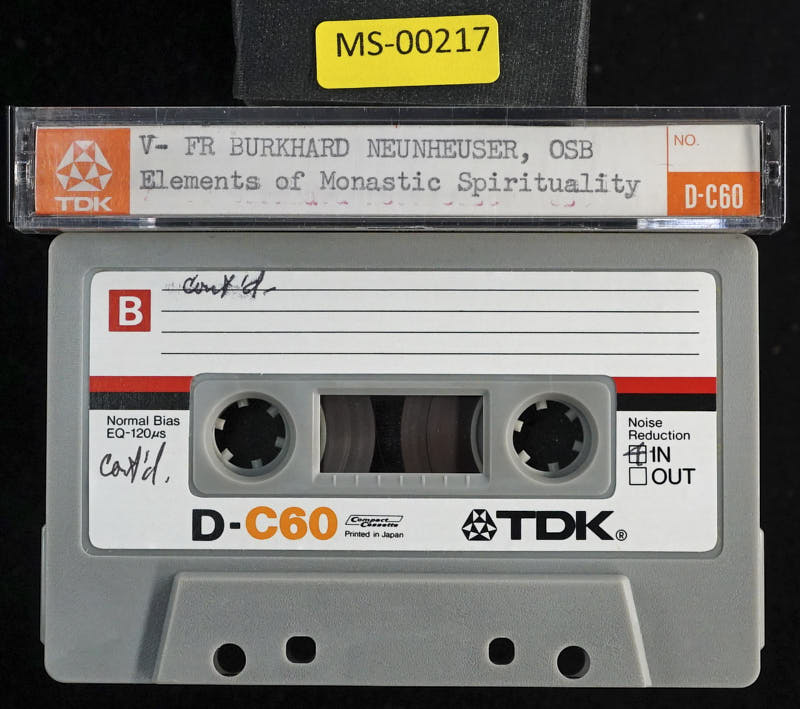 MS-00217
V- FR BURKHARD NEUNHEUSER, OSB
Elements of Monastic Spirituality
TDK
NO.
D-C60
B
cont'd.
Normal Bias
EQ-120μs
cont'd.
Noise
Reduction
IN
OUT
D-C60
Compact
Cassette
Printed in Japan
TDK®